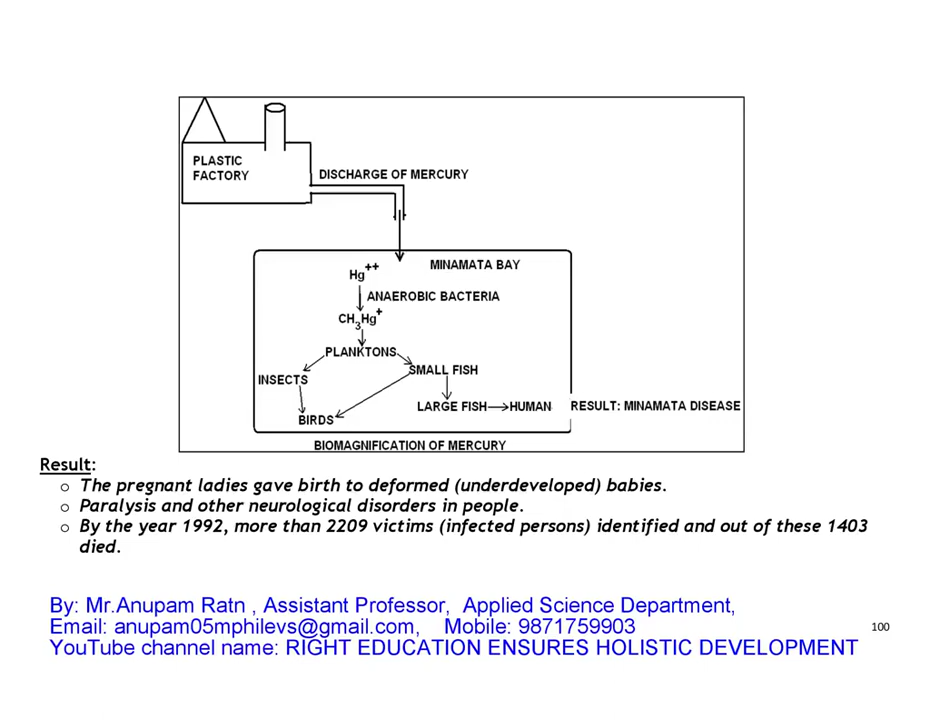 PLASTIC
FACTORY
DISCHARGE OF MERCURY
MINAMATA BAY
Hg++
ANAEROBIC BACTERIA
CH3Hg+
PLANKTONS
INSECTS
SMALL FISH
BIRDS
LARGE FISH
HUMAN
RESULT: MINAMATA DISEASE
BIOMAGNIFICATION OF MERCURY
Result:
o The pregnant ladies gave birth to deformed (underdeveloped) babies.
o Paralysis and other neurological disorders in people.
o By the year 1992, more than 2209 victims (infected persons) identified and out of these 1403
died.
By: Mr.Anupam Ratn , Assistant Professor, Applied Science Department,
Email: anupam05mphilevs@gmail.com, Mobile: 9871759903
100
YouTube channel name: RIGHT EDUCATION ENSURES HOLISTIC DEVELOPMENT